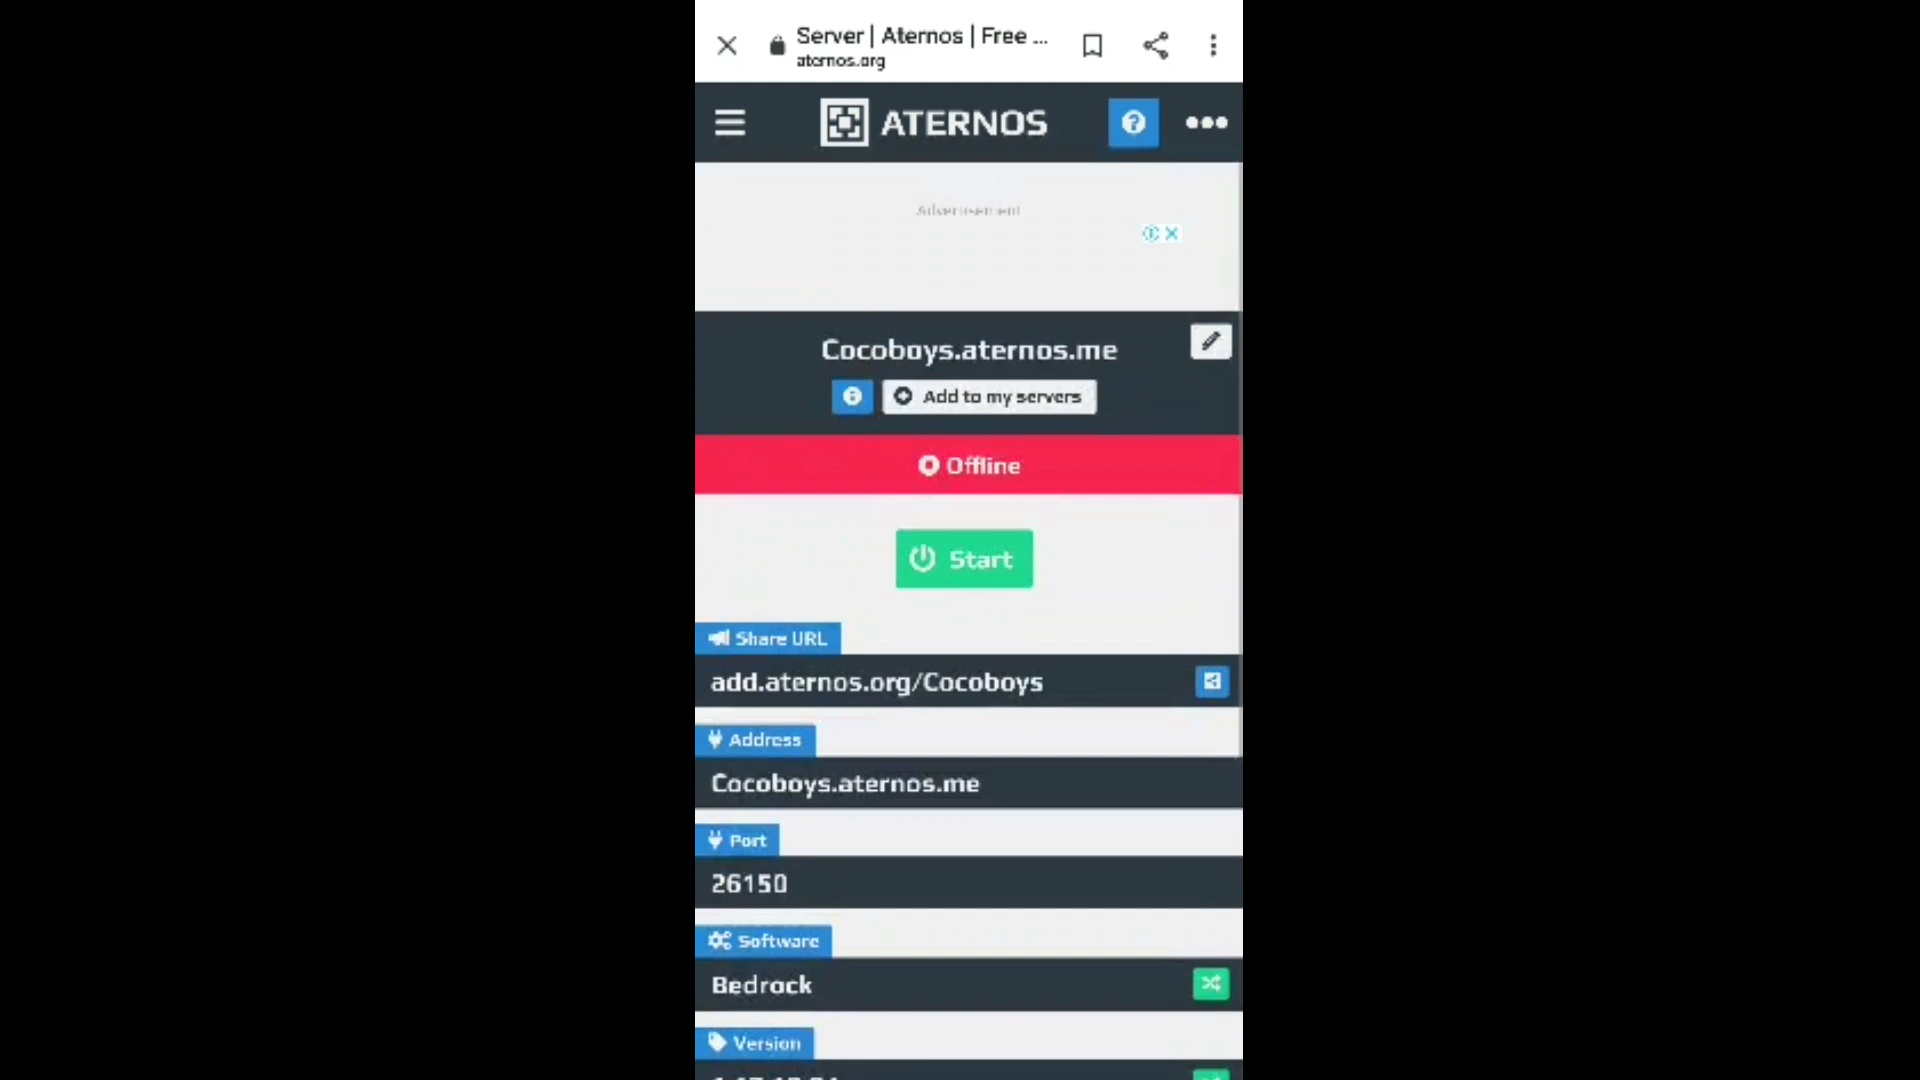 Server | Aternos | Free ...
aternos.org
ATERNOS
Advertisement
Cocoboys.aternos.me
Add to my servers
Offline
Start
Share URL
add.aternos.org/Cocoboys
Address
Cocoboys.aternos.me
Port
26150
Software
Bedrock
Version